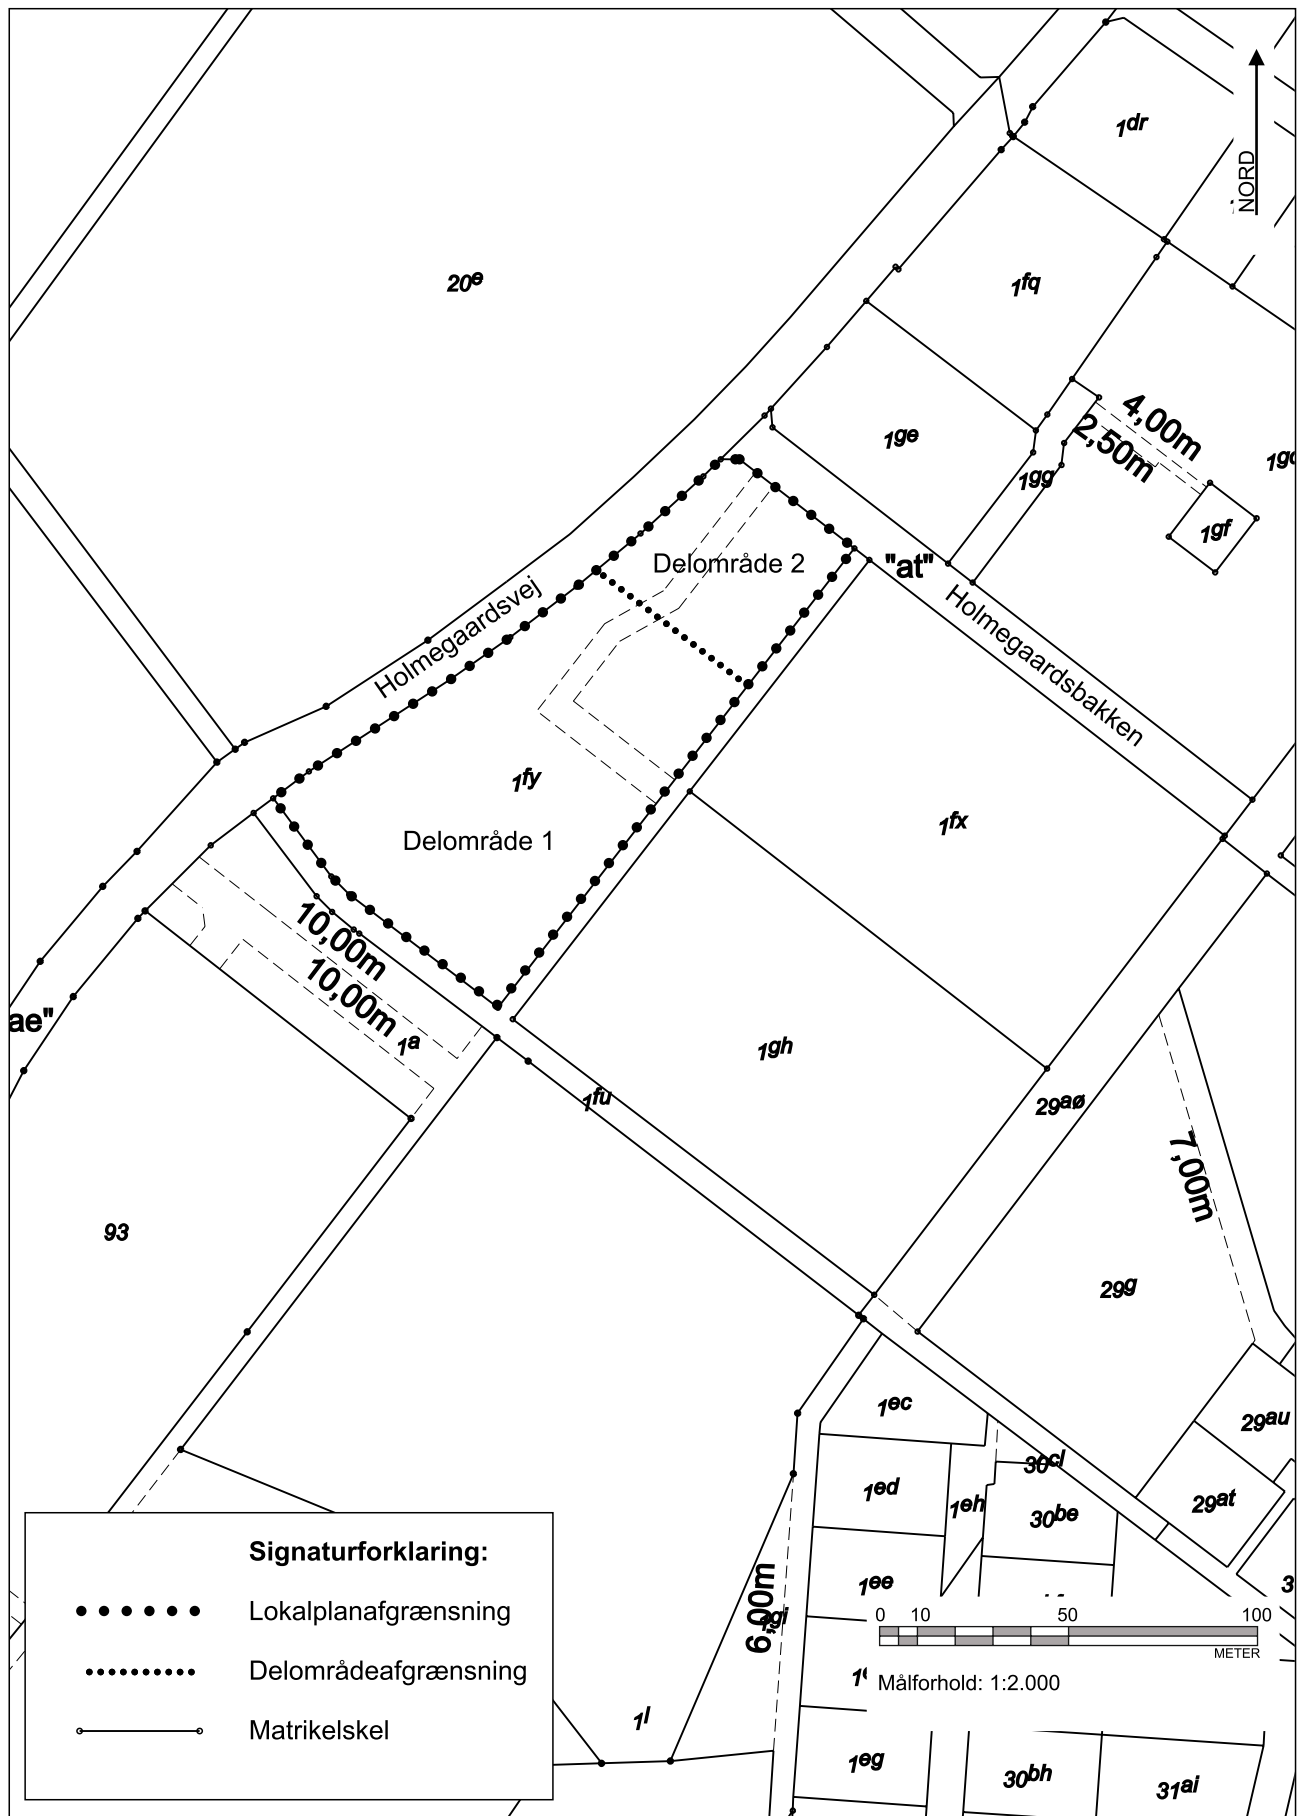 1dr
NORD
20e
1fq
4,00m
2,50m
1ge
1gg
1gf
Delområde 2
"at"
Holmegaardsvej
Holmegaardsbakken
1fy
1fx
Delområde 1
10,00m
10,00m
ae"
1a
1gh
1fu
29aø
7,00m
93
29g
1ec
29au
30cl
1ed
1eh
29at
30be
1ee
6,00m
Signaturforklaring:
Lokalplanafgrænsning
Delområdeafgrænsning
Matrikelskel
0 10 50 100
METER
Målforhold: 1:2.000
1l
1eg
30bh
31ai